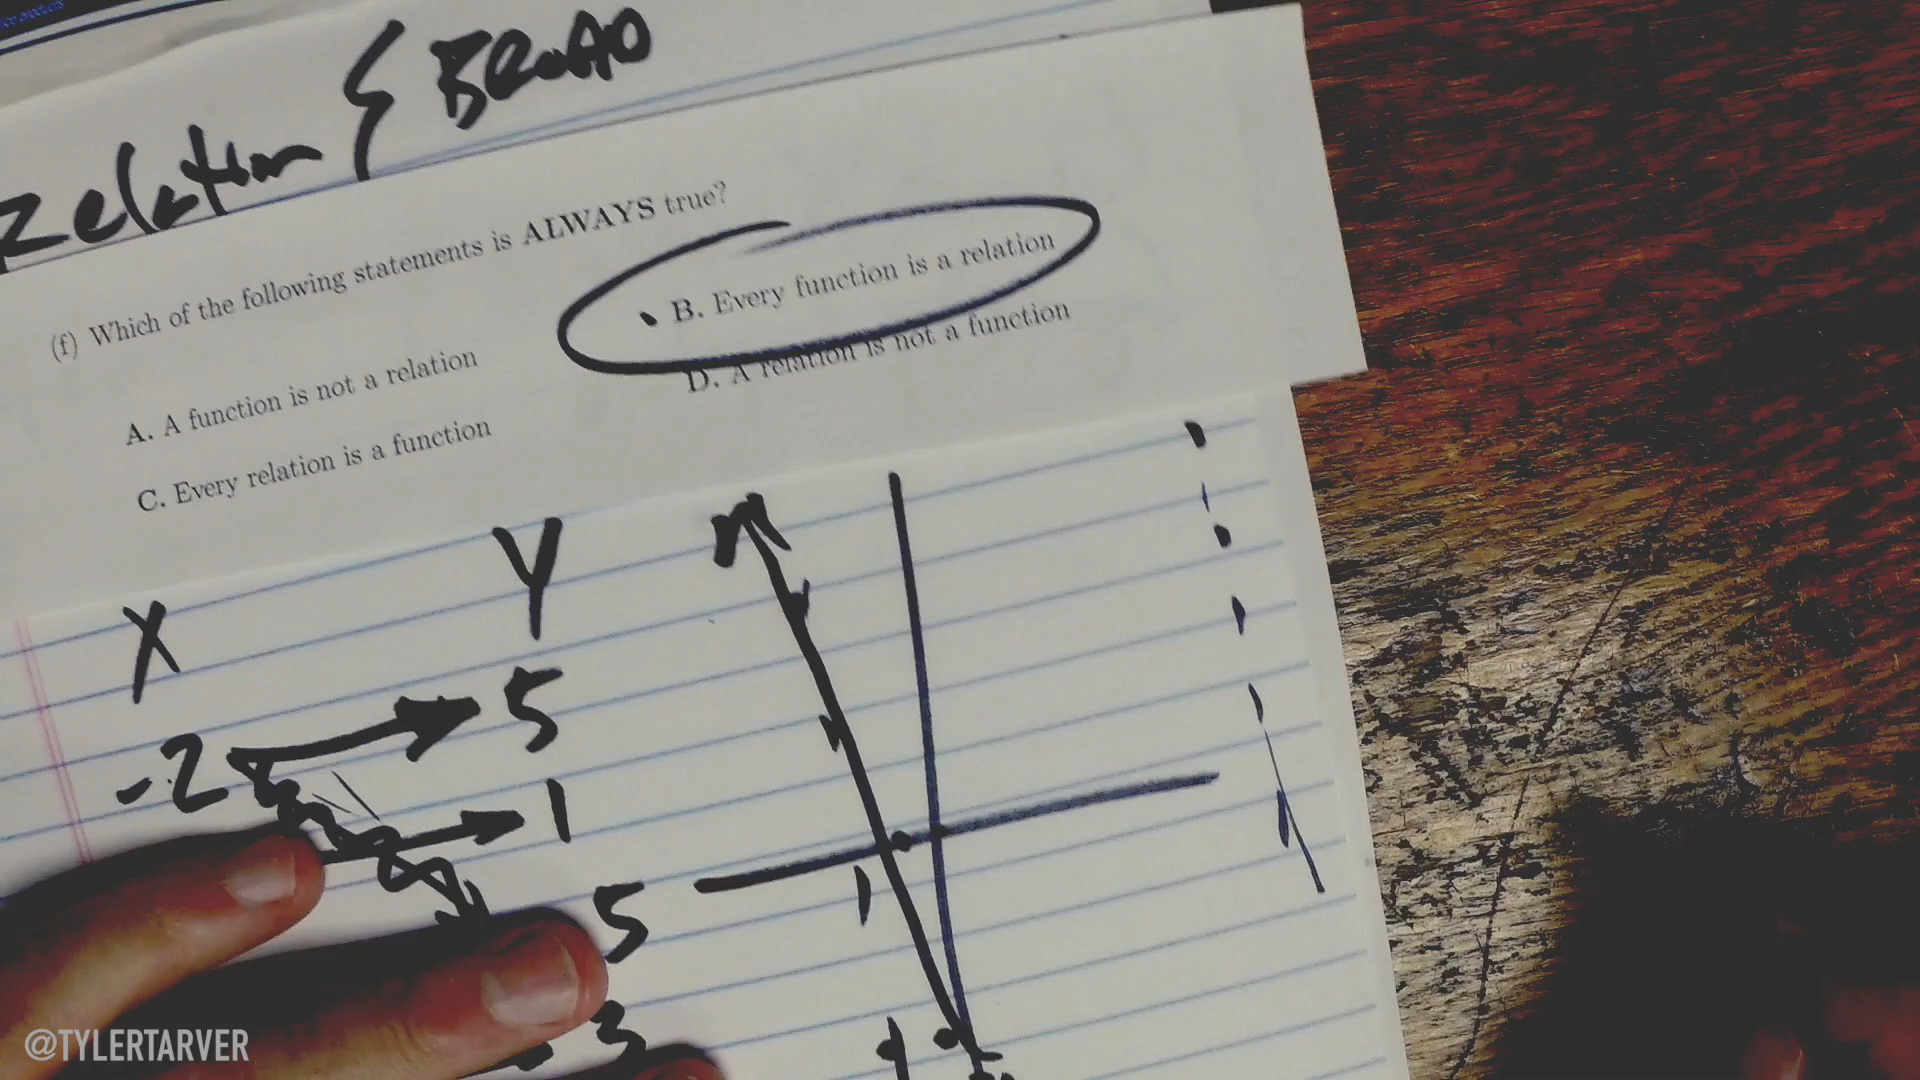 Relation { BROAD
(f) Which of the following statements is ALWAYS true?
A. A function is not a relation
B. Every function is a relation
C. Every relation is a function
D. A relation is not a function
X Y
-2 5
1
5
1
3
@TYLERTARVER